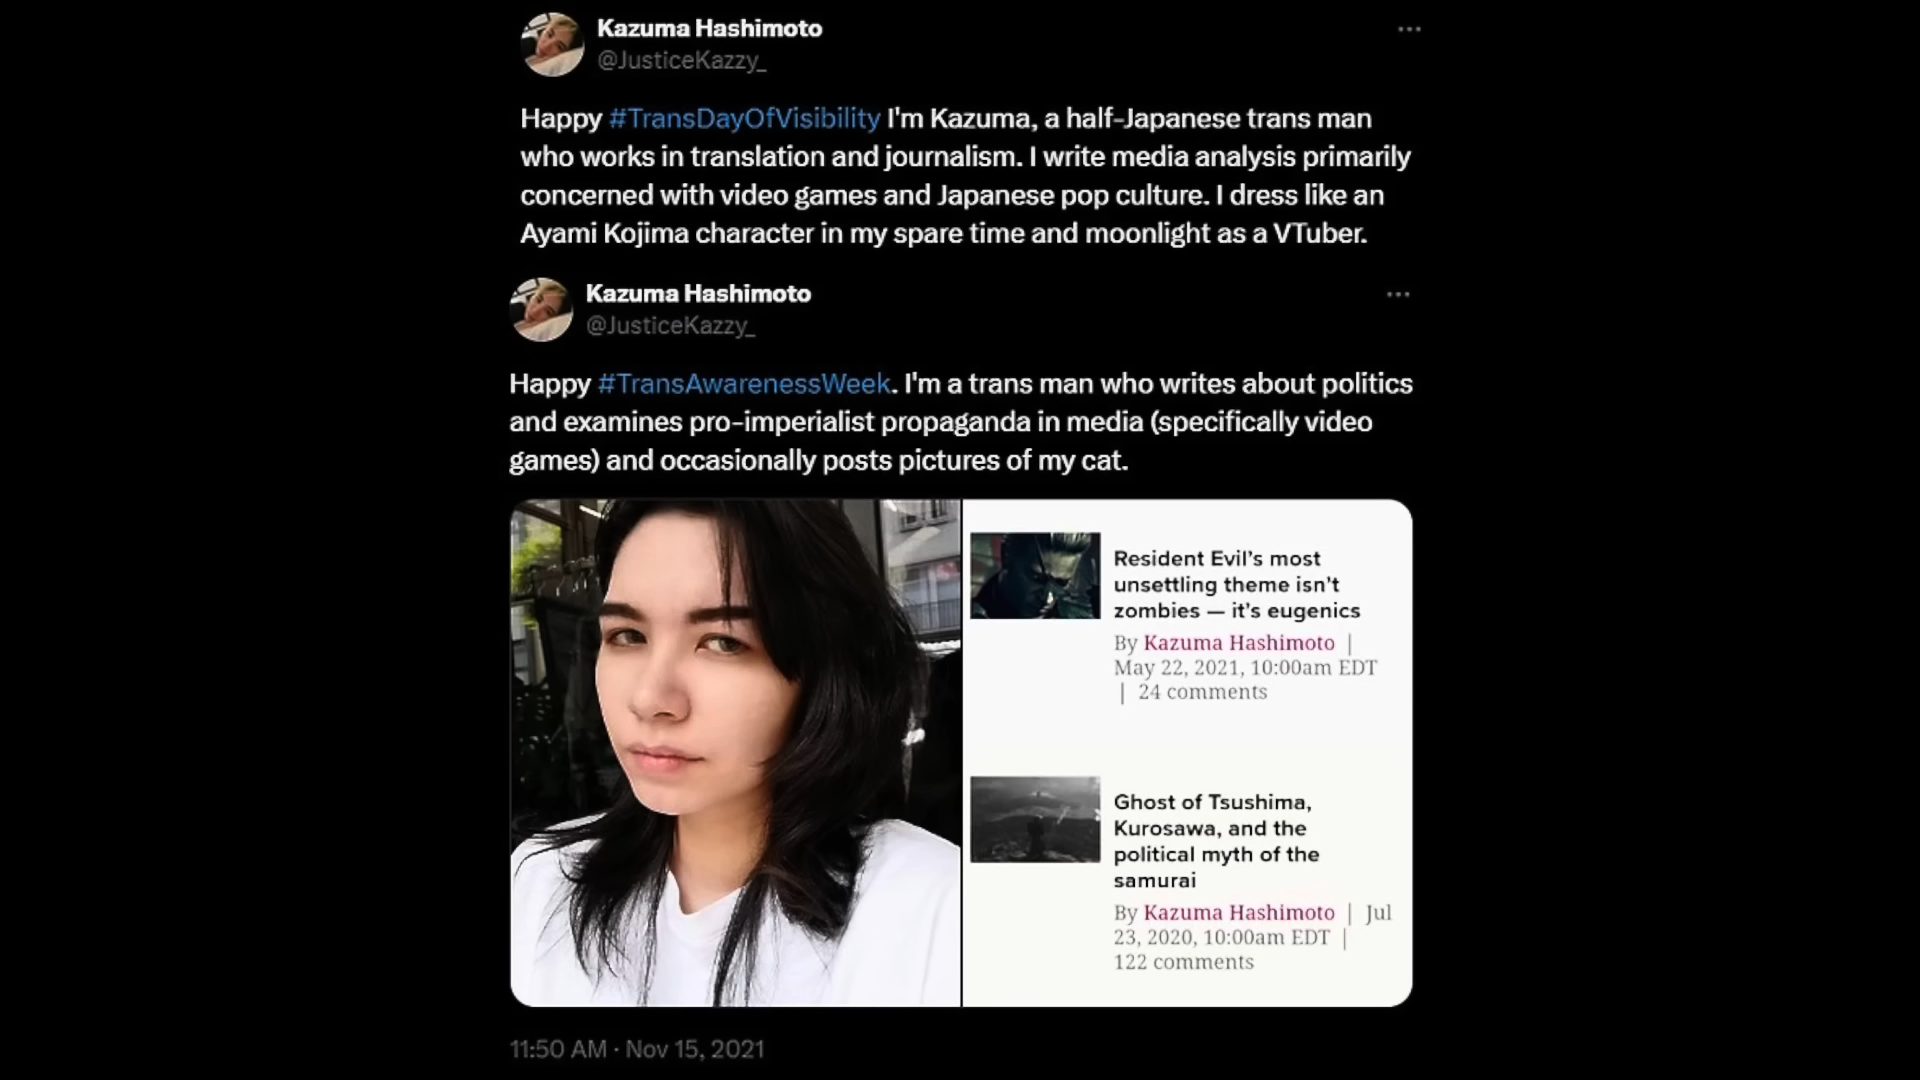 Kazuma Hashimoto
@JusticeKazzy_
Happy #TransDayOfVisibility I'm Kazuma, a half-Japanese trans man
who works in translation and journalism. I write media analysis primarily
concerned with video games and Japanese pop culture. I dress like an
Ayami Kojima character in my spare time and moonlight as a VTuber.
Kazuma Hashimoto
@JusticeKazzy_
Happy #TransAwarenessWeek. I'm a trans man who writes about politics
and examines pro-imperialist propaganda in media (specifically video
games) and occasionally posts pictures of my cat.
Resident Evil's most
unsettling theme isn't
zombies — it's eugenics
By Kazuma Hashimoto |
May 22, 2021, 10:00am EDT
| 24 comments
Ghost of Tsushima,
Kurosawa, and the
political myth of the
samurai
By Kazuma Hashimoto | Jul
23, 2020, 10:00am EDT |
122 comments
11:50 AM · Nov 15, 2021